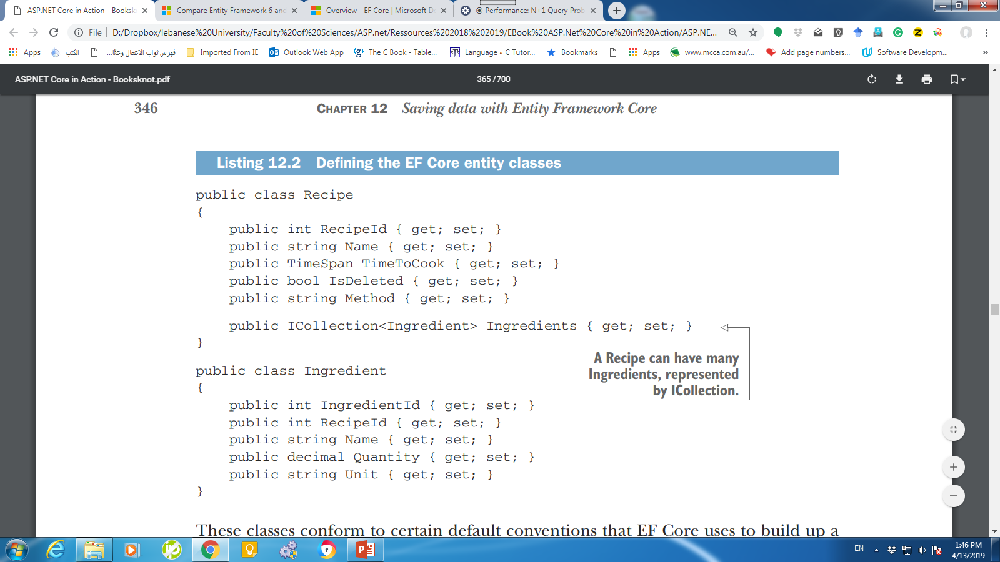 ASP.NET Core in Action - Booksk
Compare Entity Framework 6 and
Overview - EF Core | Microsoft D
Performance: N+1 Query Prob
File
D:/Dropbox/lebanese%20University/Faculty%20of%20Sciences/ASP.net/Ressources%202018%202019/EBook%20ASP.Net%20Core%20in%20Action/ASP.NE...
Apps
الكتب
فهرس ثواب الاعمال وعقا...
Imported From IE
Outlook Web App
The C Book - Table...
Language « C Tutor...
Bookmarks
Apps
www.mcca.com.au/...
Add page numbers...
Software Developm...
»
ASP.NET Core in Action - Booksknot.pdf
365 / 700
346
CHAPTER 12 Saving data with Entity Framework Core
Listing 12.2 Defining the EF Core entity classes
public class Recipe
{
public int RecipeId { get; set; }
public string Name { get; set; }
public TimeSpan TimeToCook { get; set; }
public bool IsDeleted { get; set; }
public string Method { get; set; }
public ICollection<Ingredient> Ingredients { get; set; }
}
A Recipe can have many
Ingredients, represented
by ICollection.
public class Ingredient
{
public int IngredientId { get; set; }
public int RecipeId { get; set; }
public string Name { get; set; }
public decimal Quantity { get; set; }
public string Unit { get; set; }
}
These classes conform to certain default conventions that EF Core uses to build up a
EN
1:46 PM
4/13/2019